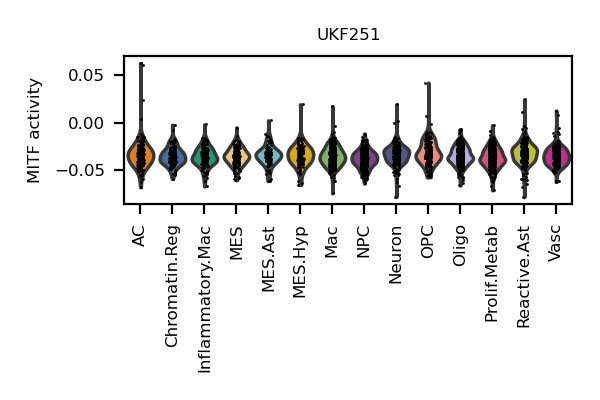 UKF251
MITF activity
0.05
0.00
−0.05
AC
Chromatin.Reg
Inflammatory.Mac
MES
MES.Ast
MES.Hyp
Mac
NPC
Neuron
OPC
Oligo
Prolif.Metab
Reactive.Ast
Vasc